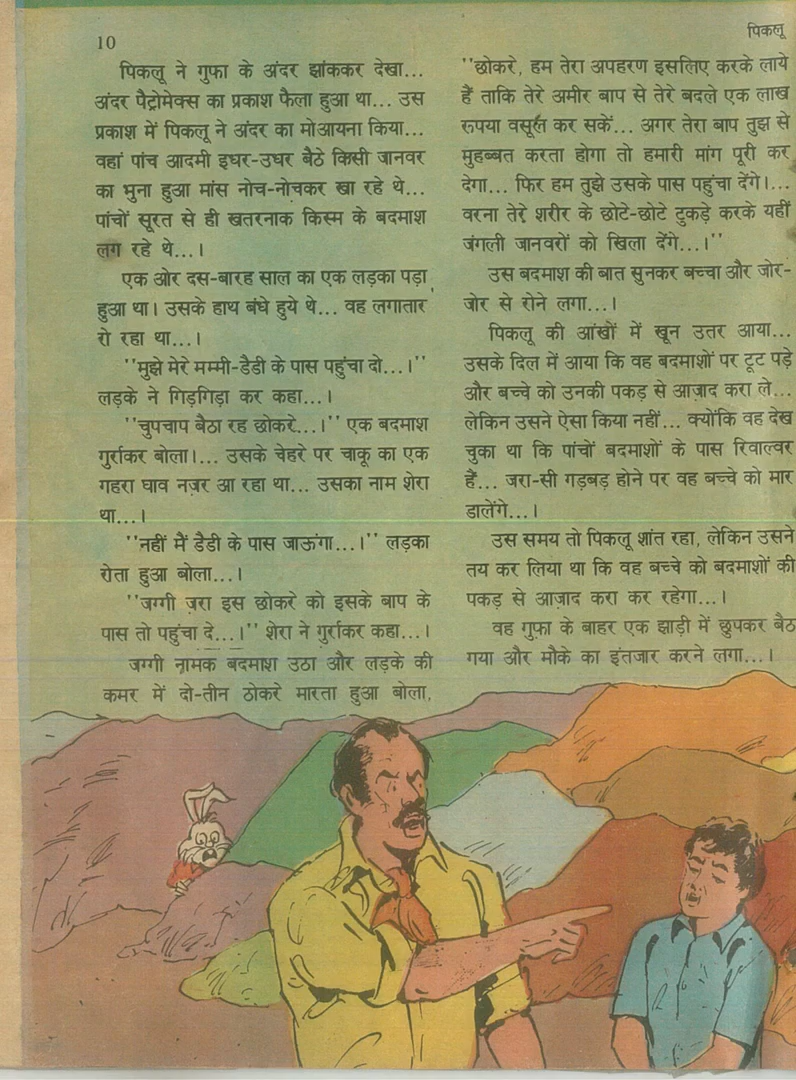 10
पिकलू
पिकलू ने गुफा के अंदर झांककर देखा...
अंदर पैट्रोमेक्स का प्रकाश फैला हुआ था... उस
प्रकाश में पिकलू ने अंदर का मोआयना किया...
वहां पांच आदमी इधर-उधर बैठे किसी जानवर
का भुना हुआ मांस नोच-नोचकर खा रहे थे...
पांचों सूरत से ही खतरनाक किस्म के बदमाश
लग रहे थे...।
एक ओर दस-बारह साल का एक लड़का पड़ा
हुआ था। उसके हाथ बंधे हुये थे... वह लगातार
रो रहा था...।
''मुझे मेरे मम्मी-डैडी के पास पहुंचा दो...।''
लड़के ने गिड़गिड़ा कर कहा...।
''चुपचाप बैठा रह छोकरे...।'' एक बदमाश
गुर्राकर बोला।... उसके चेहरे पर चाकू का एक
गहरा घाव नज़र आ रहा था... उसका नाम शेरा
था...।
''नहीं मैं डैडी के पास जाऊंगा...।'' लड़का
रोता हुआ बोला...।
''जग्गी ज़रा इस छोकरे को इसके बाप के
पास तो पहुंचा दे...।'' शेरा ने गुर्राकर कहा...।
जग्गी नामक बदमाश उठा और लड़के की
कमर में दो-तीन ठोकरे मारता हुआ बोला,
''छोकरे, हम तेरा अपहरण इसलिए करके लाये
हैं ताकि तेरे अमीर बाप से तेरे बदले एक लाख
रूपया वसूल कर सकें... अगर तेरा बाप तुझ से
मुहब्बत करता होगा तो हमारी मांग पूरी कर
देगा... फिर हम तुझे उसके पास पहुंचा देंगे।...
वरना तेरे शरीर के छोटे-छोटे टुकड़े करके यहीं
जंगली जानवरों को खिला देंगे...।''
उस बदमाश की बात सुनकर बच्चा और जोर-
जोर से रोने लगा...।
पिकलू की आंखों में खून उतर आया...
उसके दिल में आया कि वह बदमाशों पर टूट पड़े
और बच्चे को उनकी पकड़ से आज़ाद करा ले...
लेकिन उसने ऐसा किया नहीं... क्योंकि वह देख
चुका था कि पांचों बदमाशों के पास रिवाल्वर
हैं... जरा-सी गड़बड़ होने पर वह बच्चे को मार
डालेंगे...।
उस समय तो पिकलू शांत रहा, लेकिन उसने
तय कर लिया था कि वह बच्चे को बदमाशों की
पकड़ से आज़ाद करा कर रहेगा...।
वह गुफ़ा के बाहर एक झाड़ी में छुपकर बैठ
गया और मौके का इंतजार करने लगा...।